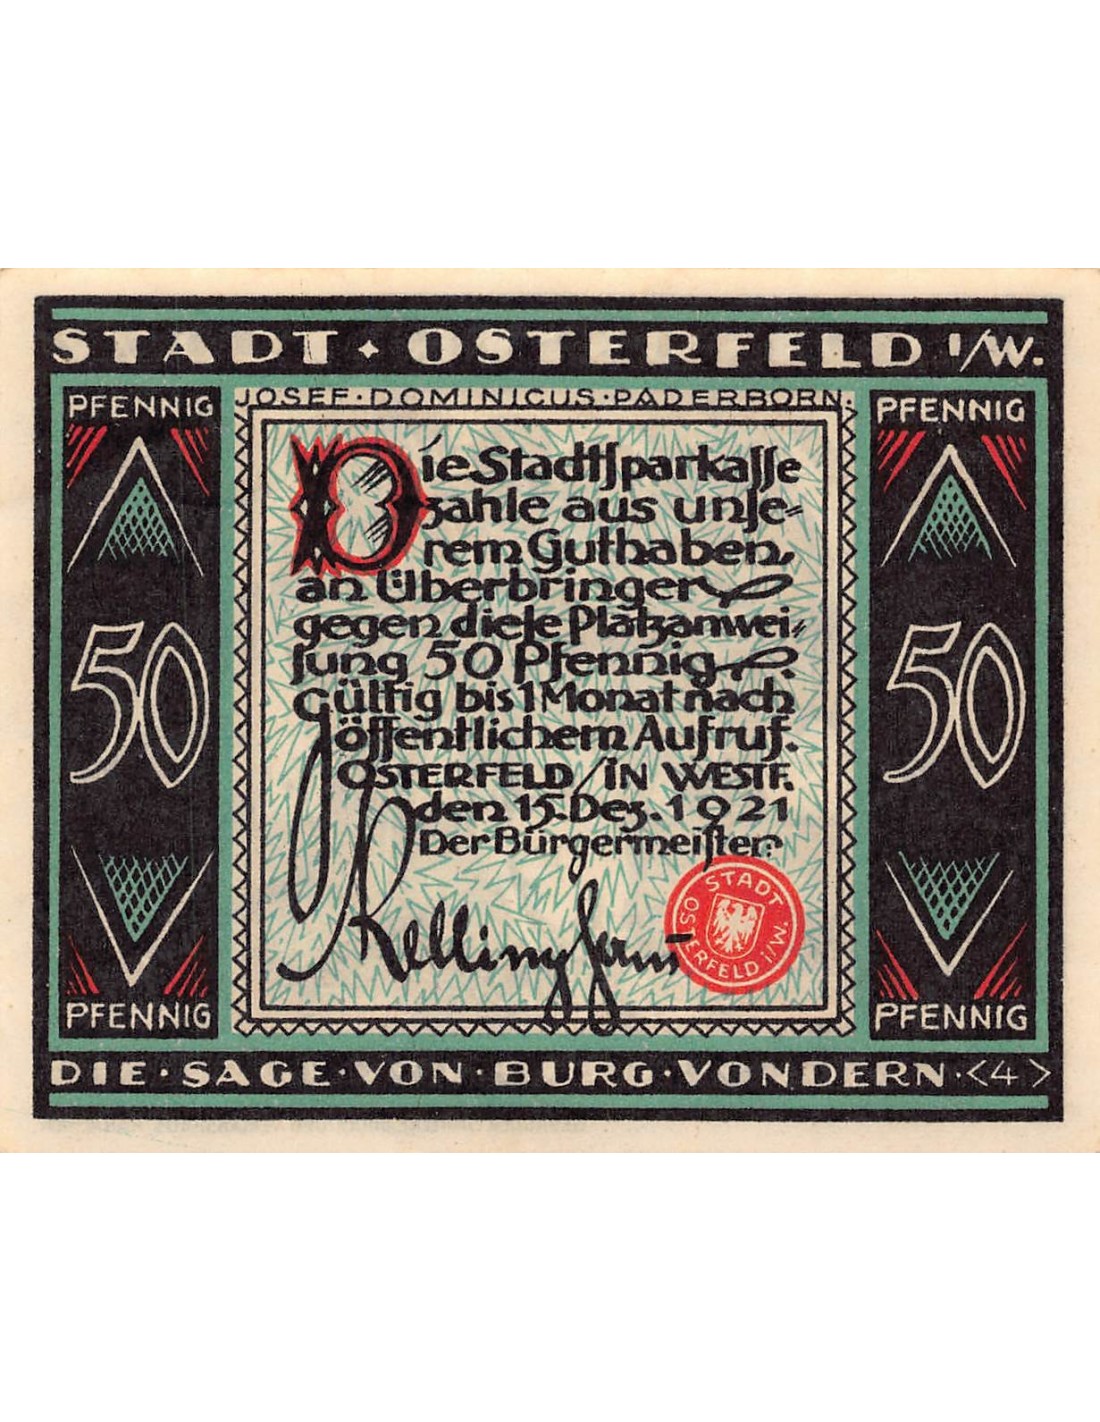 STADT · OSTERFELD I/W.
PFENNIG
JOSEF · DOMINICUS · PADERBORN.
PFENNIG
Die Stadtsparkasse
zahle aus unse-
rem Guthaben,
an Überbringer
gegen diese Platzanwei-
sung 50 Pfennig
Gültig bis 1 Monat nach
öffentlichem Aufruf.
OSTERFELD/IN WESTF.
den 15. Dez. 1921
Der Bürgermeister:
Kellinghaus
50
50
STADT OSTERFELD i/W.
PFENNIG
PFENNIG
DIE · SAGE · VON · BURG · VONDERN · <4>